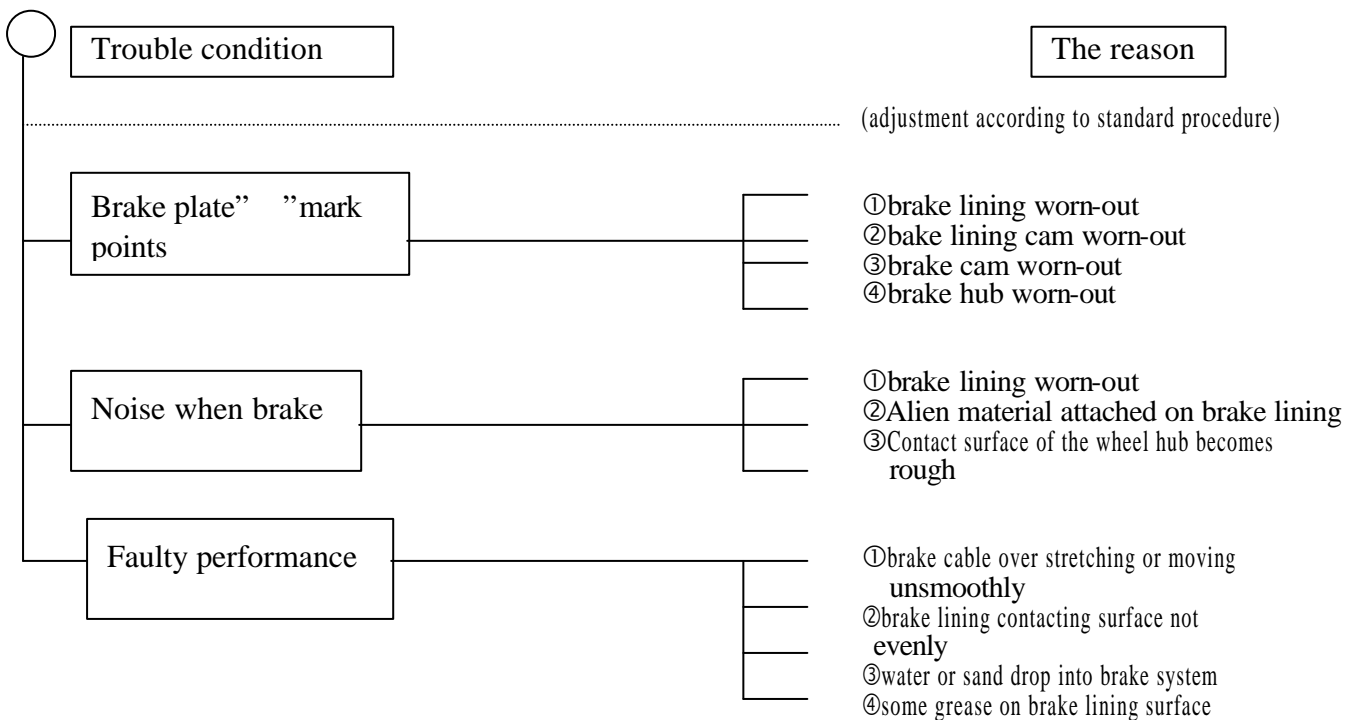 Trouble condition
The reason
(adjustment according to standard procedure)
Brake plate” ”mark
points
①brake lining worn-out
②bake lining cam worn-out
③brake cam worn-out
④brake hub worn-out
Noise when brake
①brake lining worn-out
②Alien material attached on brake lining
③Contact surface of the wheel hub becomes
rough
Faulty performance
①brake cable over stretching or moving
unsmoothly
②brake lining contacting surface not
evenly
③water or sand drop into brake system
④some grease on brake lining surface